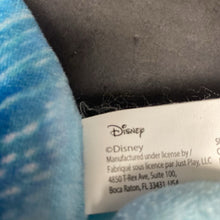 Disney
©Disney
Manufactured under license /
Fabriqué sous licence par Just Play, LLC
4850 T-Rex Ave, Suite 100,
Boca Raton, FL 33431 USA